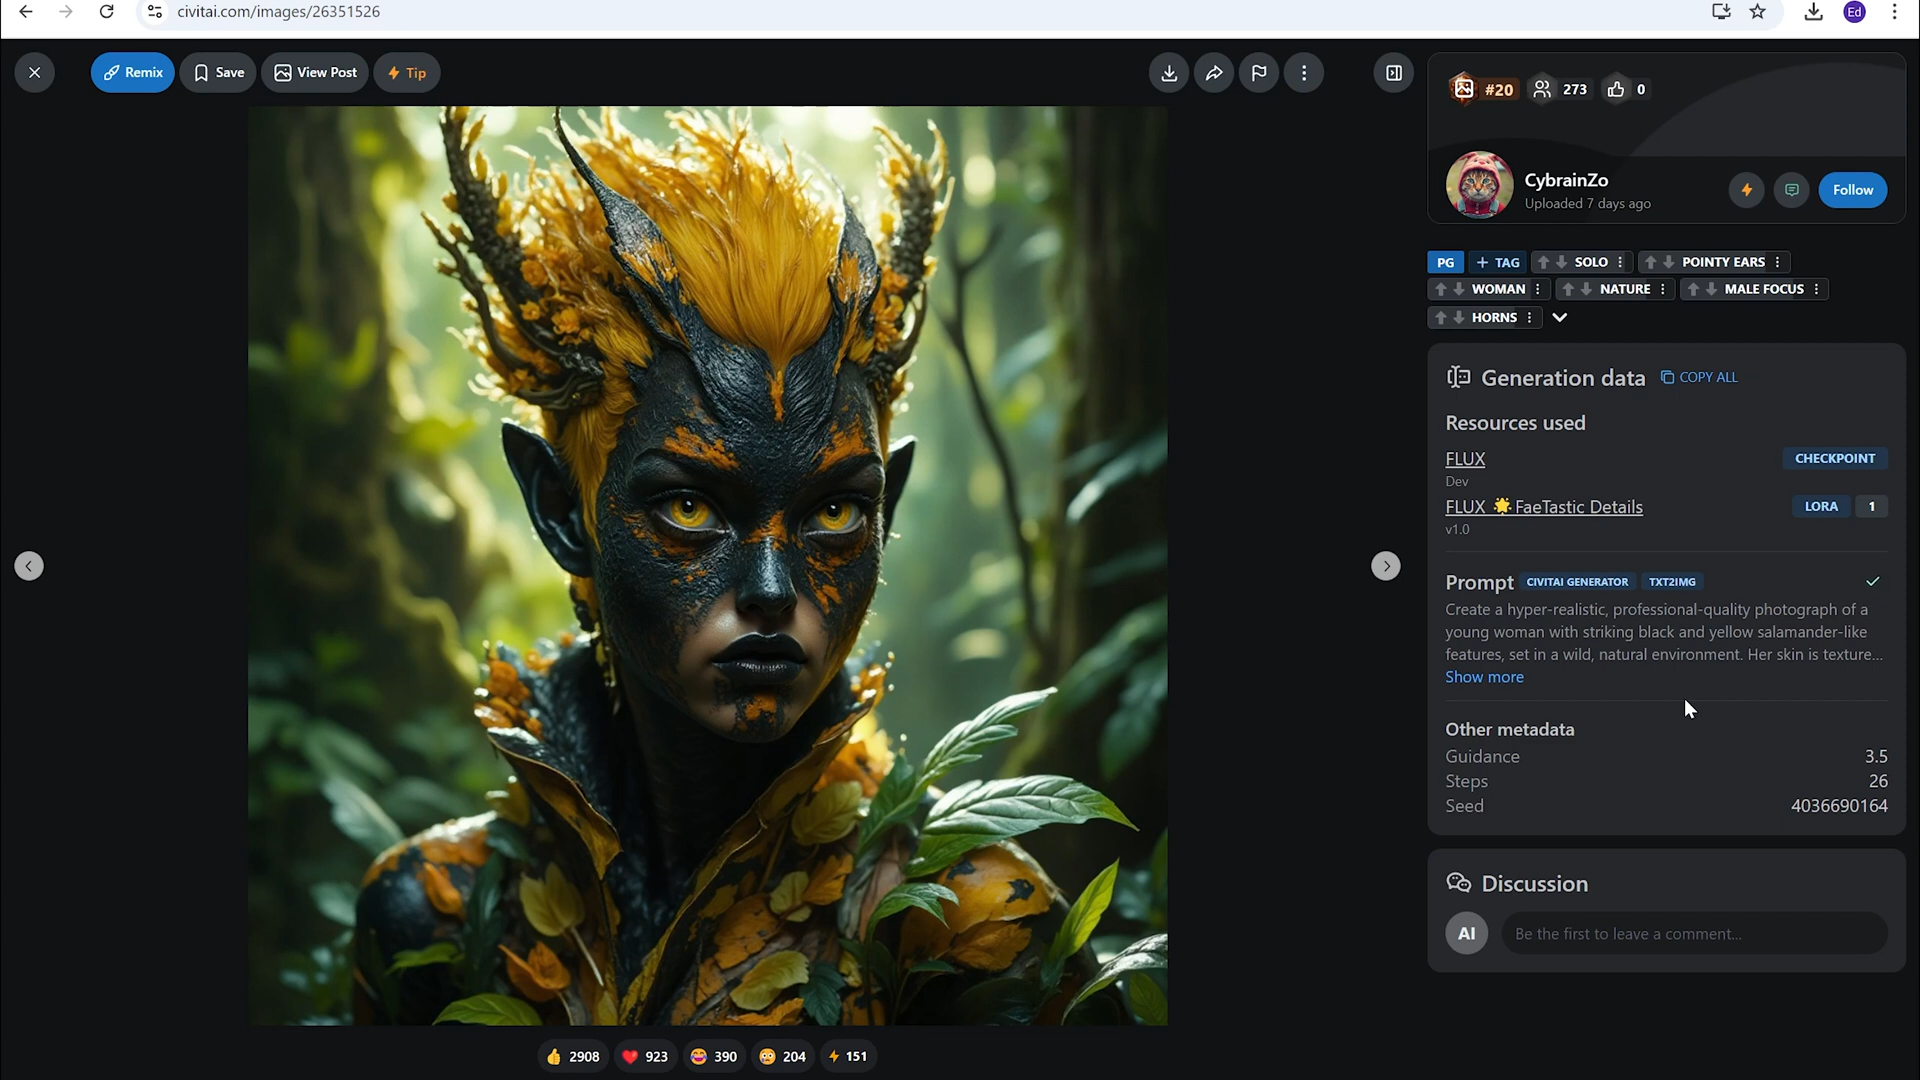 civitai.com/images/26351526
Ed
Remix
Save
View Post
Tip
#20
273
0
CybrainZo
Uploaded 7 days ago
Follow
PG
+ TAG
SOLO
POINTY EARS
WOMAN
NATURE
MALE FOCUS
HORNS
Generation data
COPY ALL
Resources used
FLUX
CHECKPOINT
Dev
FLUX 🌟 FaeTastic Details
LORA
1
v1.0
Prompt
CIVITAI GENERATOR
TXT2IMG
Create a hyper-realistic, professional-quality photograph of a
young woman with striking black and yellow salamander-like
features, set in a wild, natural environment. Her skin is texture...
Show more
Other metadata
Guidance
3.5
Steps
26
Seed
4036690164
Discussion
AI
Be the first to leave a comment...
👍 2908
❤️ 923
😂 390
😳 204
151